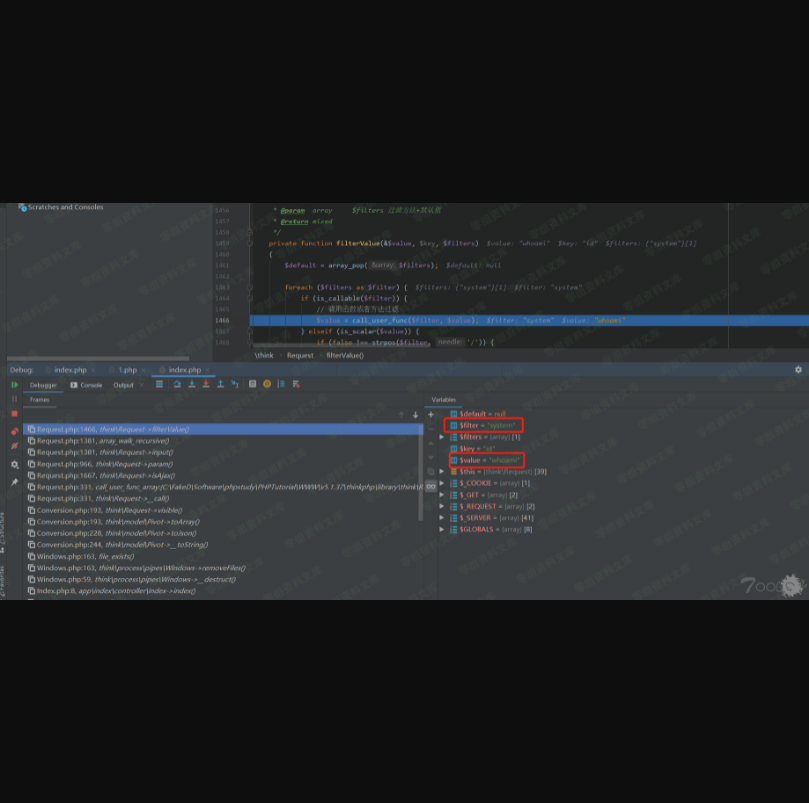 Scratches and Consoles
1456 * @param array $filters 过滤方法+默认值
1457 * @return mixed
1458 */
1459 private function filterValue(&$value, $key, $filters) $value: "whoami" $key: "id" $filters: ["system"][1]
1460 {
1461 $default = array_pop( &array: $filters); $default: null
1462
1463 foreach ($filters as $filter) { $filters: ["system"][1] $filter: "system"
1464 if (is_callable($filter)) {
1465 // 调用函数或者方法过滤
1466 $value = call_user_func($filter, $value); $filter: "system" $value: "whoami"
1467 } elseif (is_scalar($value)) {
1468 if (false !== strpos($filter, needle: '/')) {
\think › Request › filterValue()
Debug: index.php × 1.php × index.php ×
Debugger Console Output
Frames
Variables
Request.php:1466, think\Request->filterValue()
Request.php:1381, array_walk_recursive()
Request.php:1381, think\Request->input()
Request.php:966, think\Request->param()
Request.php:1667, think\Request->isAjax()
Request.php:331, call_user_func_array:{C:\FakeD\Software\phpstudy\PHPTutorial\WWW\v5.1.37\thinkphp\library\think\R
Request.php:331, think\Request->__call()
Conversion.php:193, think\Request->visible()
Conversion.php:193, think\model\Pivot->toArray()
Conversion.php:228, think\model\Pivot->toJson()
Conversion.php:244, think\model\Pivot->__toString()
Windows.php:163, file_exists()
Windows.php:163, think\process\pipes\Windows->removeFiles()
Windows.php:59, think\process\pipes\Windows->__destruct()
Index.php:8, app\index\controller\Index->index()
$default = null
$filter = "system"
$filters = {array} [1]
$key = "id"
$value = "whoami"
$this = {think\Request} [39]
$_COOKIE = {array} [1]
$_GET = {array} [2]
$_REQUEST = {array} [2]
$_SERVER = {array} [41]
$GLOBALS = {array} [8]
Structure
Favorites